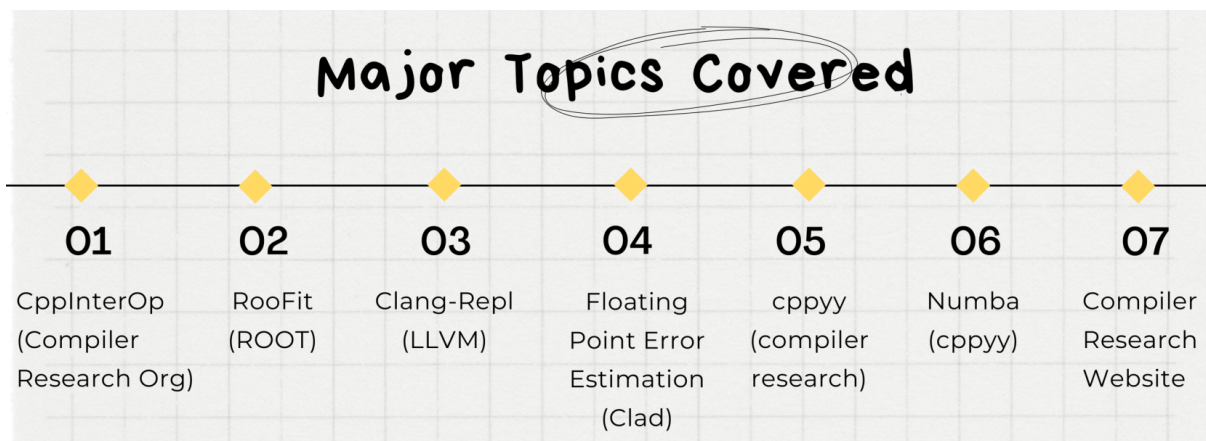 Major Topics Covered
01
CppInterOp
(Compiler
Research Org)
02
RooFit
(ROOT)
03
Clang-Repl
(LLVM)
04
Floating
Point Error
Estimation
(Clad)
05
cppyy
(compiler
research)
06
Numba
(cppyy)
07
Compiler
Research
Website